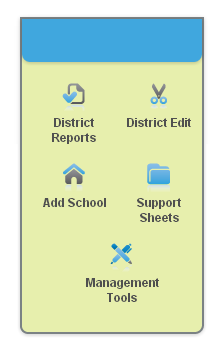 District
Reports
District Edit
Add School
Support
Sheets
Management
Tools